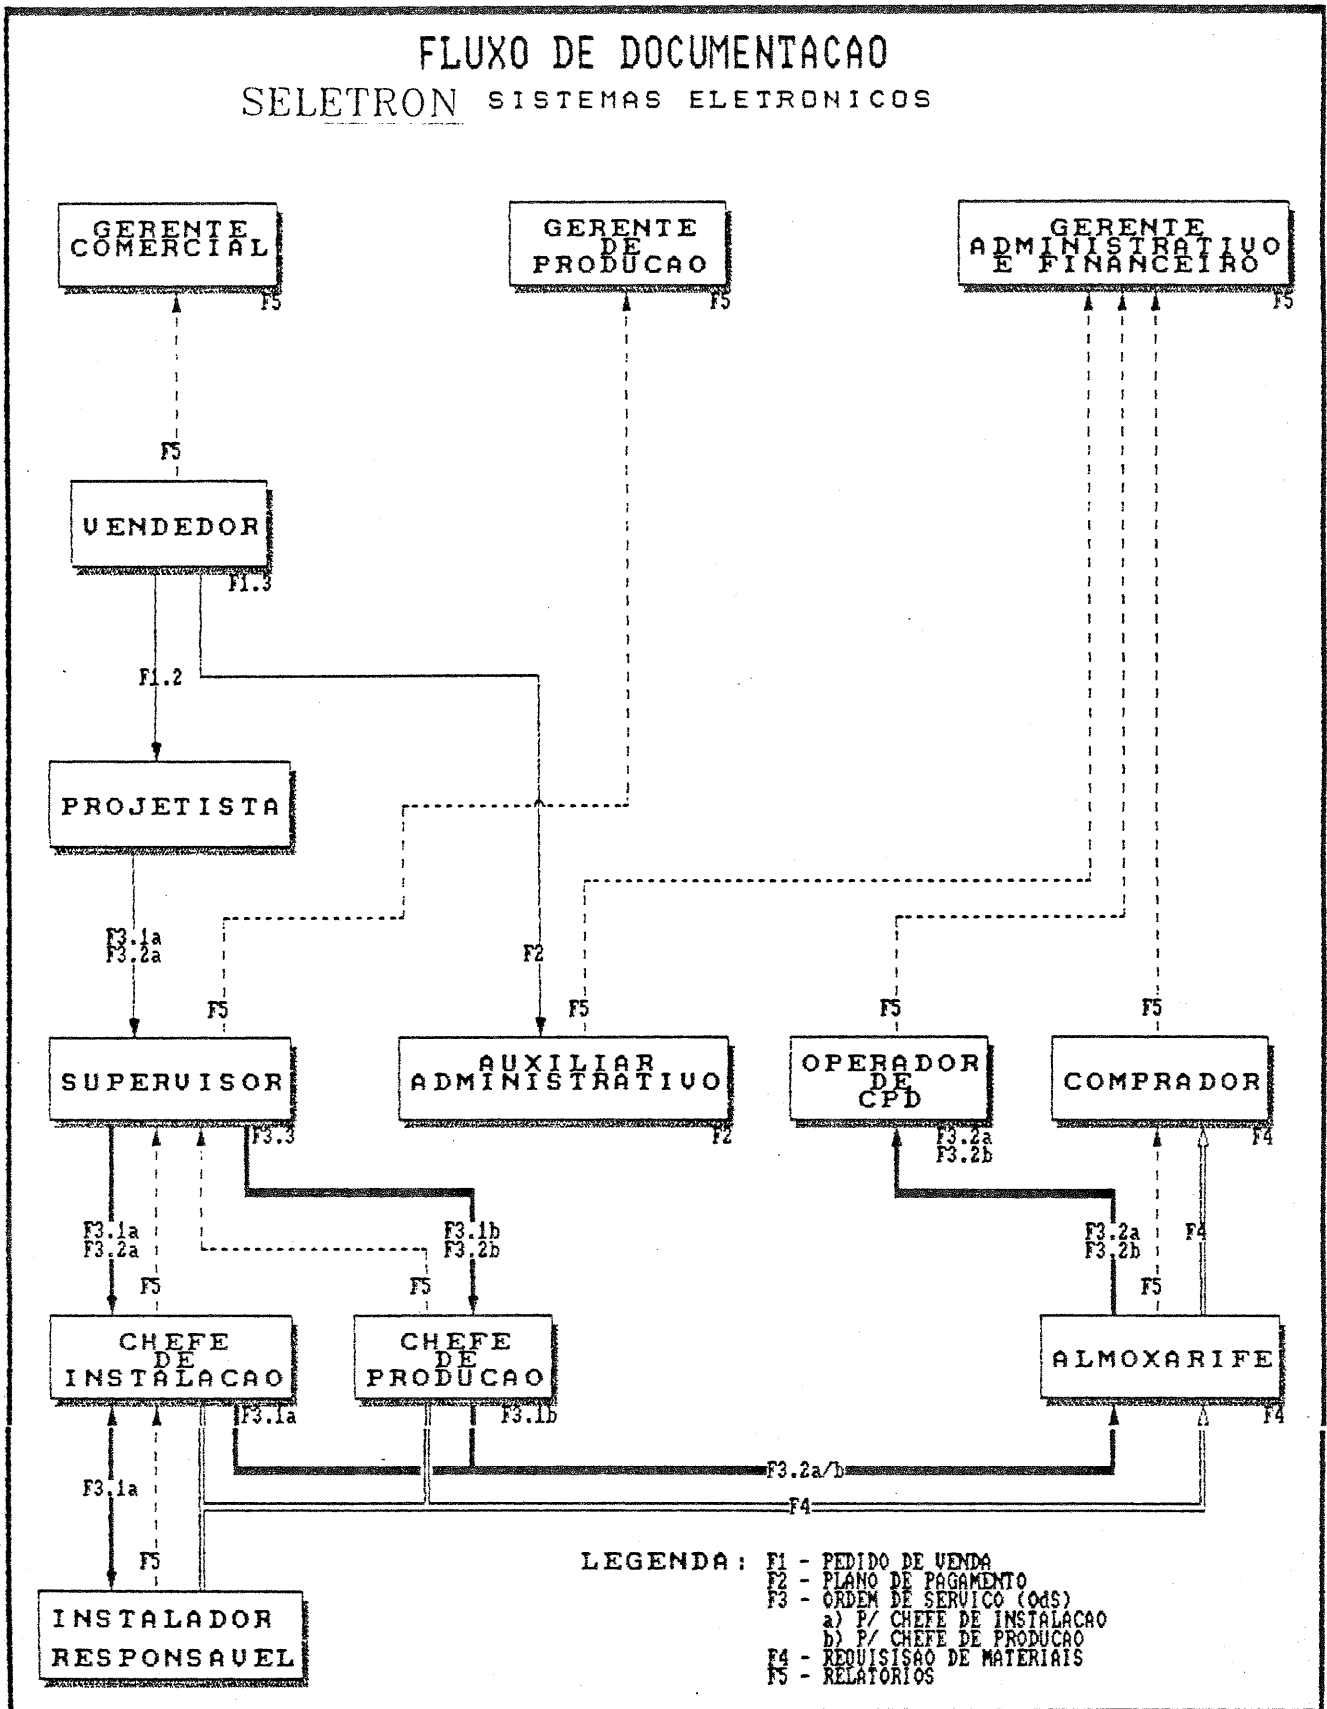 FLUXO DE DOCUMENTACAO
SELETRON SISTEMAS ELETRONICOS
GERENTE
COMERCIAL
F5
GERENTE
DE
PRODUCAO
F5
GERENTE
ADMINISTRATIVO
E FINANCEIRO
F5
F5
VENDEDOR
F1.3
F1.2
PROJETISTA
F3.1a
F3.2a
F2
F5
F5
F5
F5
SUPERVISOR
F3.3
AUXILIAR
ADMINISTRATIVO
F2
OPERADOR
DE
CPD
F3.2a
F3.2b
COMPRADOR
F4
F3.1a
F3.2a
F5
F3.1b
F3.2b
F5
F3.2a
F3.2b
F4
F5
CHEFE
DE
INSTALACAO
F3.1a
CHEFE
DE
PRODUCAO
F3.1b
ALMOXARIFE
F4
F3.2a/b
F3.1a
F4
F5
INSTALADOR
RESPONSAVEL
LEGENDA: F1 - PEDIDO DE VENDA
F2 - PLANO DE PAGAMENTO
F3 - ORDEM DE SERVICO (OdS)
a) P/ CHEFE DE INSTALACAO
b) P/ CHEFE DE PRODUCAO
F4 - REQUISISAO DE MATERIAIS
F5 - RELATORIOS